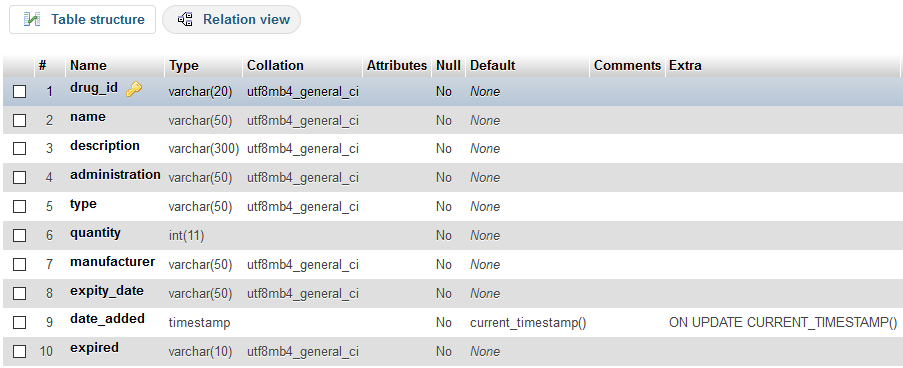 Table structure Relation view
# Name Type Collation Attributes Null Default Comments Extra
1 drug_id varchar(20) utf8mb4_general_ci No None
2 name varchar(50) utf8mb4_general_ci No None
3 description varchar(300) utf8mb4_general_ci No None
4 administration varchar(50) utf8mb4_general_ci No None
5 type varchar(50) utf8mb4_general_ci No None
6 quantity int(11) No None
7 manufacturer varchar(50) utf8mb4_general_ci No None
8 expity_date varchar(50) utf8mb4_general_ci No None
9 date_added timestamp No current_timestamp() ON UPDATE CURRENT_TIMESTAMP()
10 expired varchar(10) utf8mb4_general_ci No None